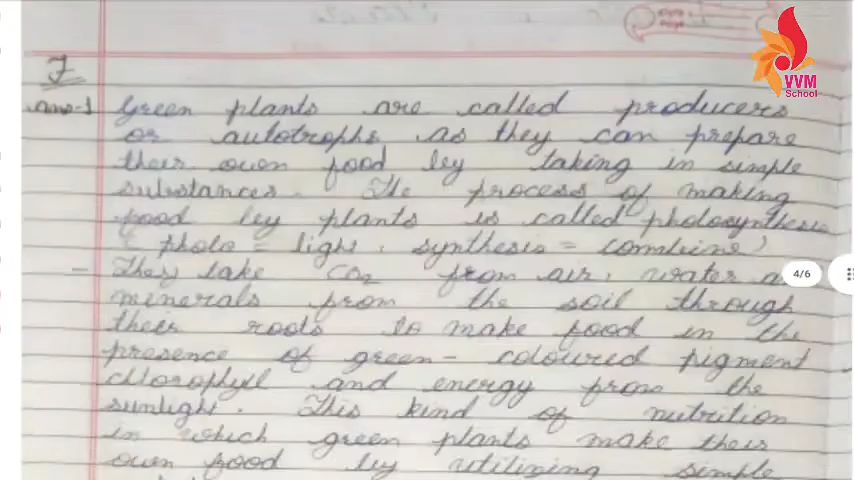 VVM
School
F
ans-1 Green plants are called producers
or autotrophs as they can prepare
their own food by taking in simple
substances. The process of making
food by plants is called photosynthesis
( photo = light , synthesis = combine )
– They take CO2 from air, water
4/6
minerals from the soil through
their roots to make food in the
presence of green- coloured pigment
chlorophyll and energy from the
sunlight. This kind of nutrition
in which green plants make their
own food by utilizing simple